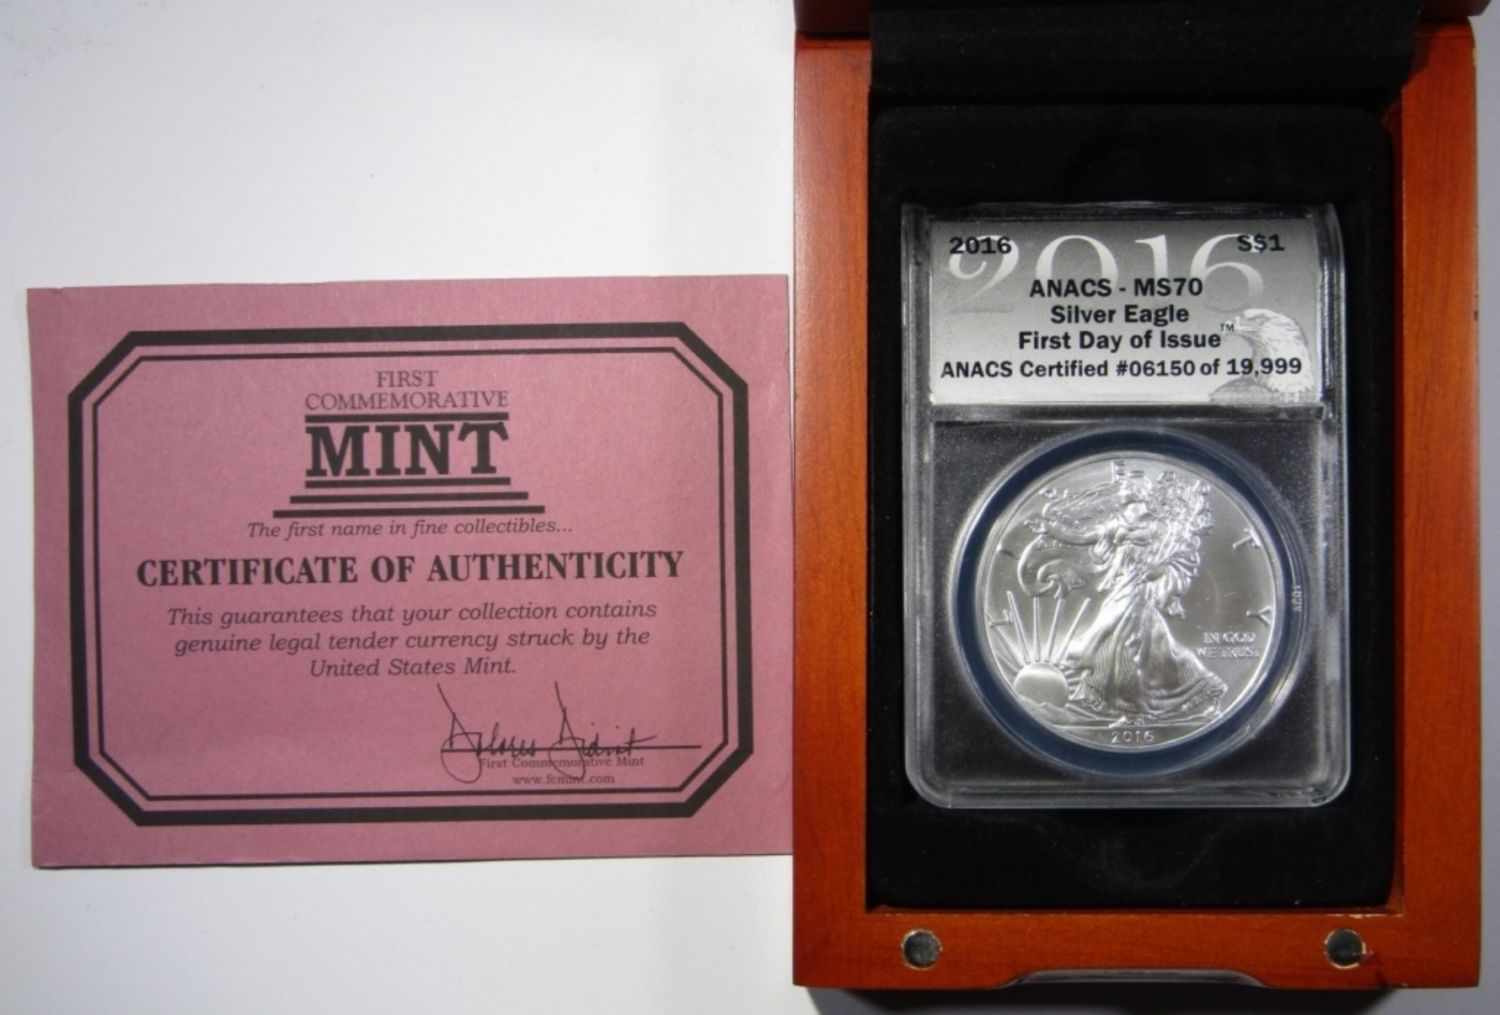 FIRST
COMMEMORATIVE
MINT
The first name in fine collectibles...
CERTIFICATE OF AUTHENTICITY
This guarantees that your collection contains
genuine legal tender currency struck by the
United States Mint.
First Commemorative Mint
www.fcmint.com
2016 S$1
2016
ANACS - MS70
Silver Eagle
First Day of Issue™
ANACS Certified #06150 of 19,999
L I T Y
IN GOD
WE TRUST
2016